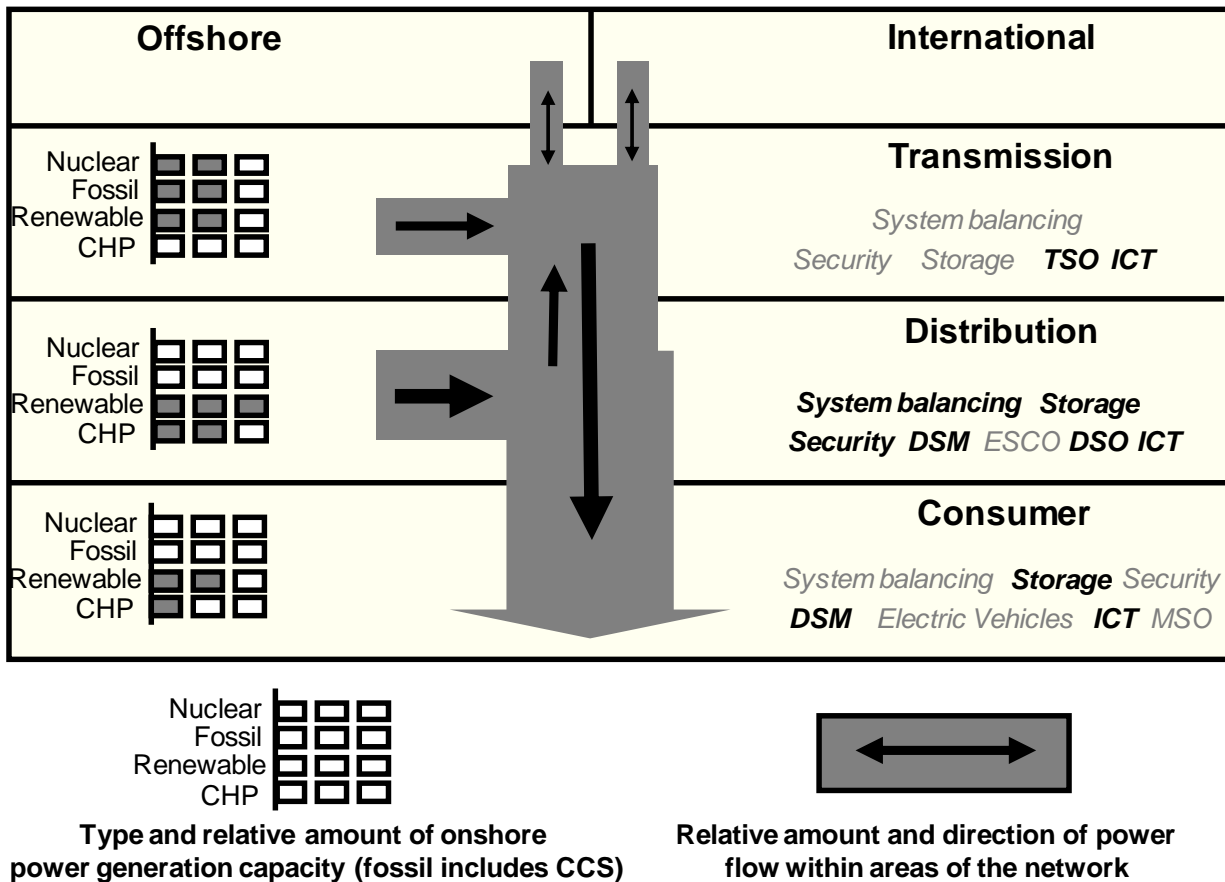 Offshore
International
Nuclear
Fossil
Renewable
CHP
Transmission
System balancing
Security Storage TSO ICT
Nuclear
Fossil
Renewable
CHP
Distribution
System balancing Storage
Security DSM ESCO DSO ICT
Nuclear
Fossil
Renewable
CHP
Consumer
System balancing Storage Security
DSM Electric Vehicles ICT MSO
Nuclear
Fossil
Renewable
CHP
Type and relative amount of onshore
power generation capacity (fossil includes CCS)
Relative amount and direction of power
flow within areas of the network